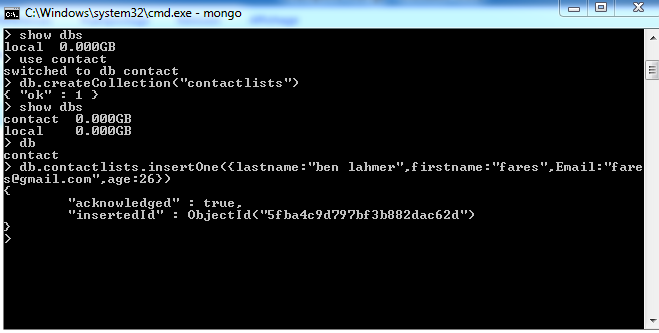 C:\Windows\system32\cmd.exe - mongo
> show dbs
local  0.000GB
> use contact
switched to db contact
> db.createCollection("contactlists")
{ "ok" : 1 }
> show dbs
contact  0.000GB
local    0.000GB
> db
contact
> db.contactlists.insertOne({lastname:"ben lahmer",firstname:"fares",Email:"fare
s@gmail.com",age:26})
{
        "acknowledged" : true,
        "insertedId" : ObjectId("5fba4c9d797bf3b882dac62d")
}
>